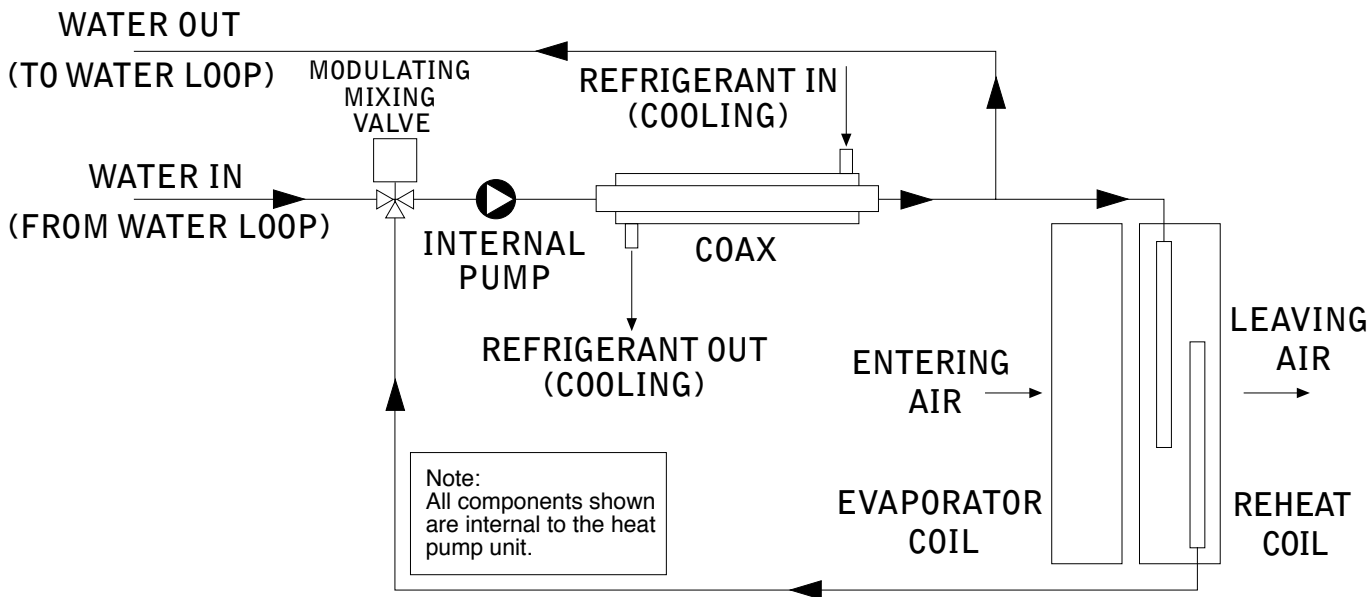 WATER OUT
(TO WATER LOOP)
MODULATING
MIXING
VALVE
REFRIGERANT IN
(COOLING)
WATER IN
(FROM WATER LOOP)
INTERNAL
PUMP
COAX
REFRIGERANT OUT
(COOLING)
ENTERING
AIR
LEAVING
AIR
Note:
All components shown
are internal to the heat
pump unit.
EVAPORATOR
COIL
REHEAT
COIL